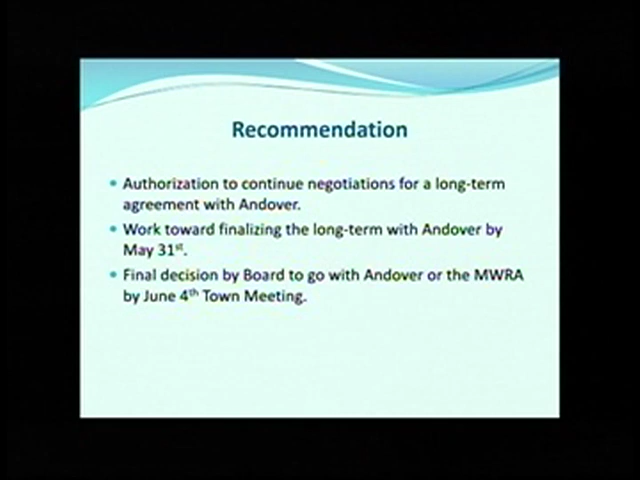 Recommendation
• Authorization to continue negotiations for a long-term
agreement with Andover.
• Work toward finalizing the long-term with Andover by
May 31st.
• Final decision by Board to go with Andover or the MWRA
by June 4th Town Meeting.